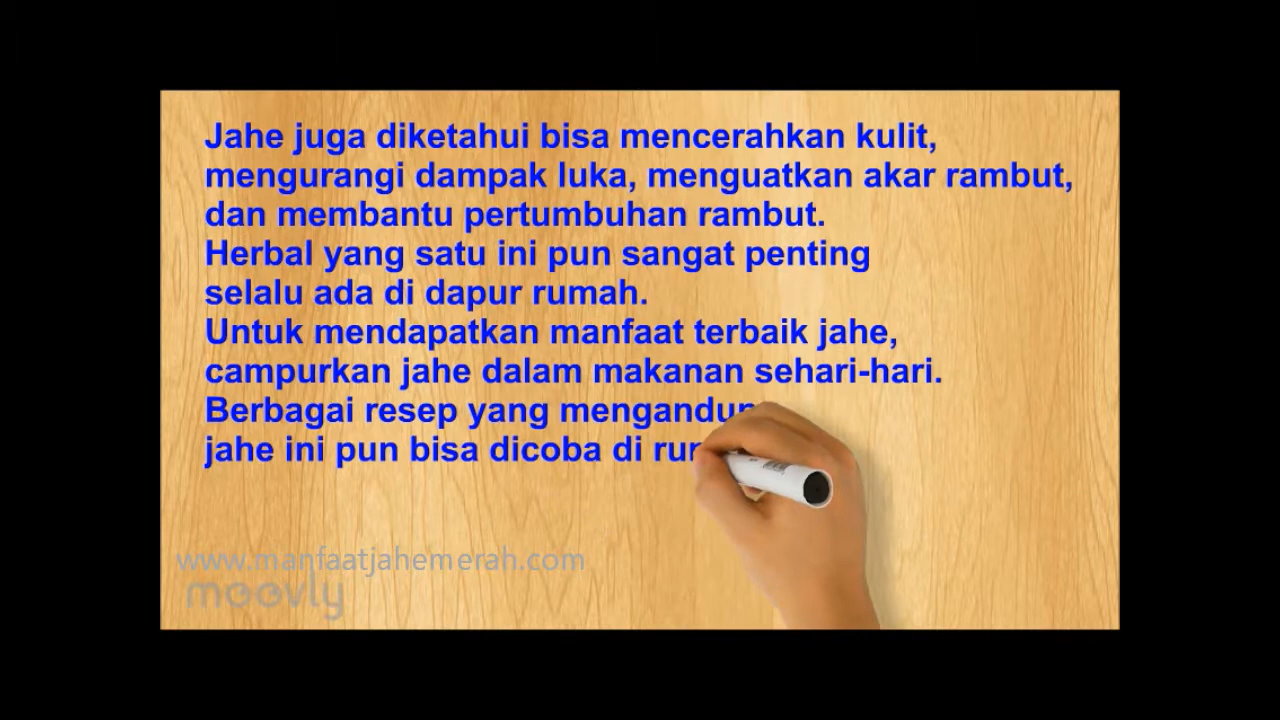 Jahe juga diketahui bisa mencerahkan kulit,
mengurangi dampak luka, menguatkan akar rambut,
dan membantu pertumbuhan rambut.
Herbal yang satu ini pun sangat penting
selalu ada di dapur rumah.
Untuk mendapatkan manfaat terbaik jahe,
campurkan jahe dalam makanan sehari-hari.
Berbagai resep yang
jahe ini pun bisa dicoba di
www.manfaatjahemerah.com
moovly